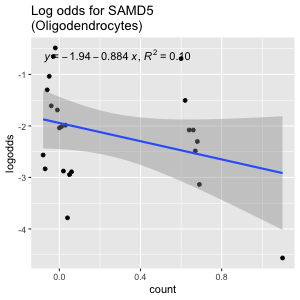 Log odds for SAMD5
(Oligodendrocytes)
y = −1.94 − 0.884 x, R² = 0.40
-1
-2
-3
-4
logodds
0.0 0.4 0.8
count